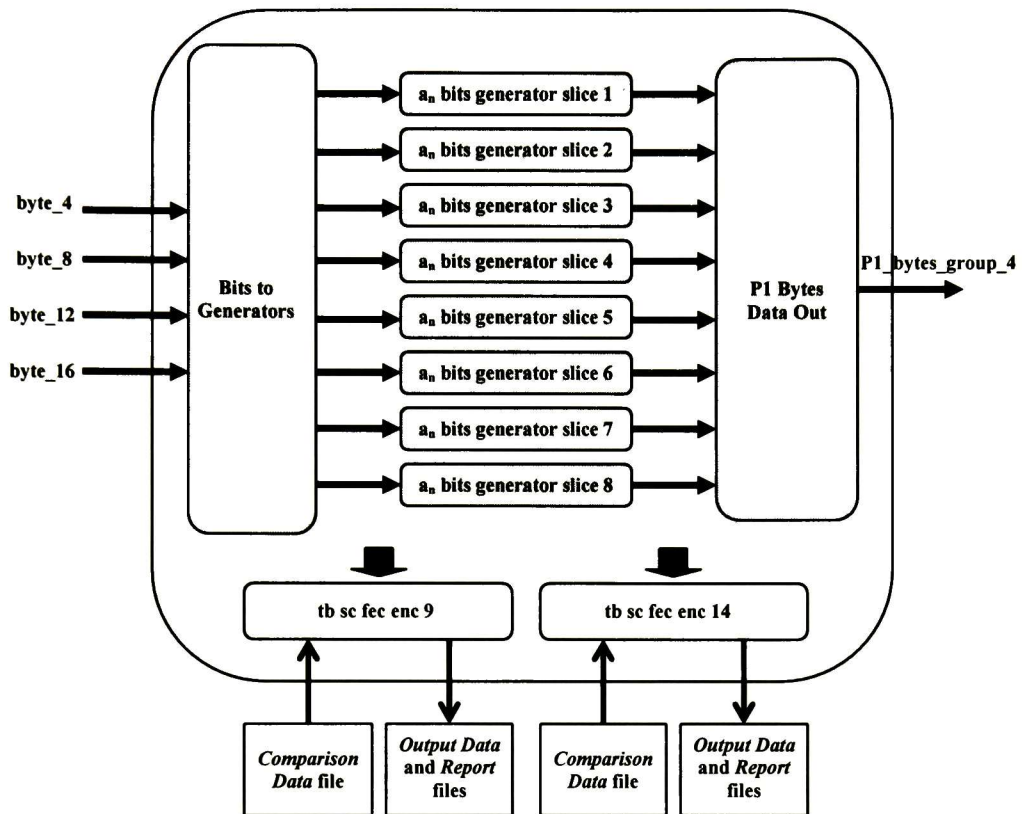 byte_4
byte_8
byte_12
byte_16
Bits to
Generators
aₙ bits generator slice 1
aₙ bits generator slice 2
aₙ bits generator slice 3
aₙ bits generator slice 4
aₙ bits generator slice 5
aₙ bits generator slice 6
aₙ bits generator slice 7
aₙ bits generator slice 8
P1 Bytes
Data Out
P1_bytes_group_4
tb sc fec enc 9
tb sc fec enc 14
Comparison
Data file
Output Data
and Report
files
Comparison
Data file
Output Data
and Report
files